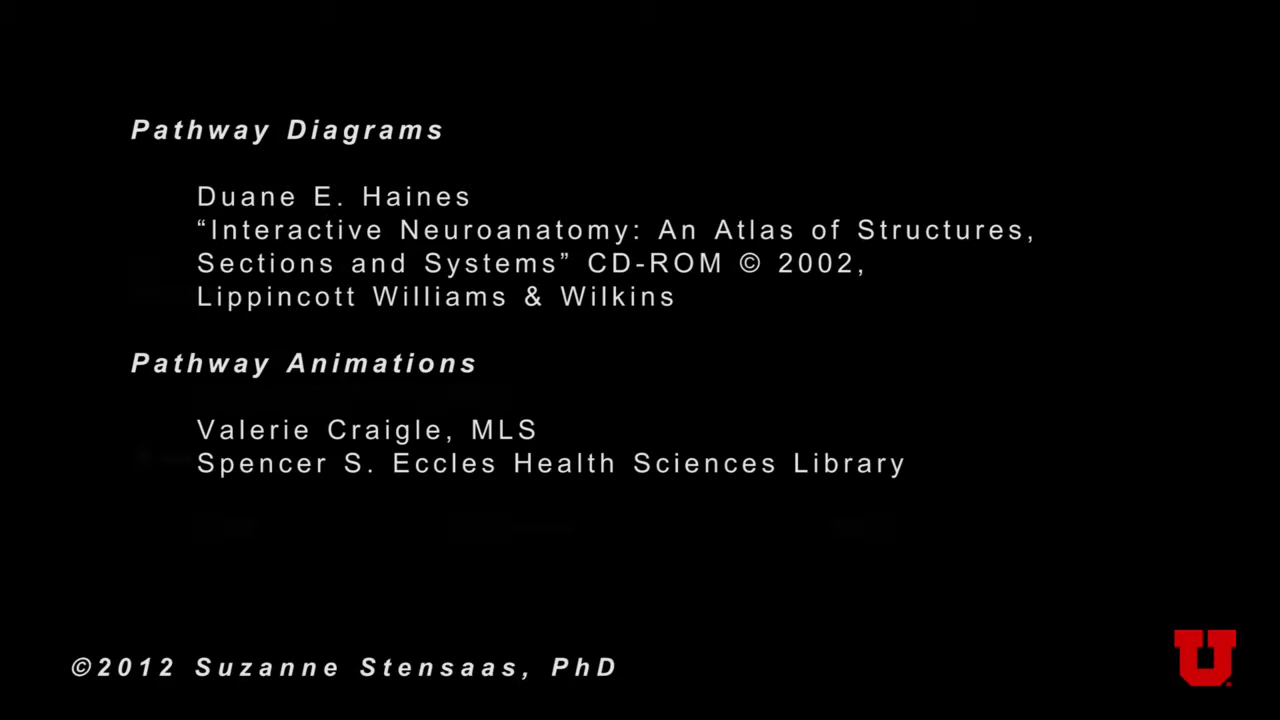 Pathway Diagrams
Duane E. Haines
“Interactive Neuroanatomy: An Atlas of Structures,
Sections and Systems” CD-ROM © 2002,
Lippincott Williams & Wilkins
Pathway Animations
Valerie Craigle, MLS
Spencer S. Eccles Health Sciences Library
©2012 Suzanne Stensaas, PhD
U